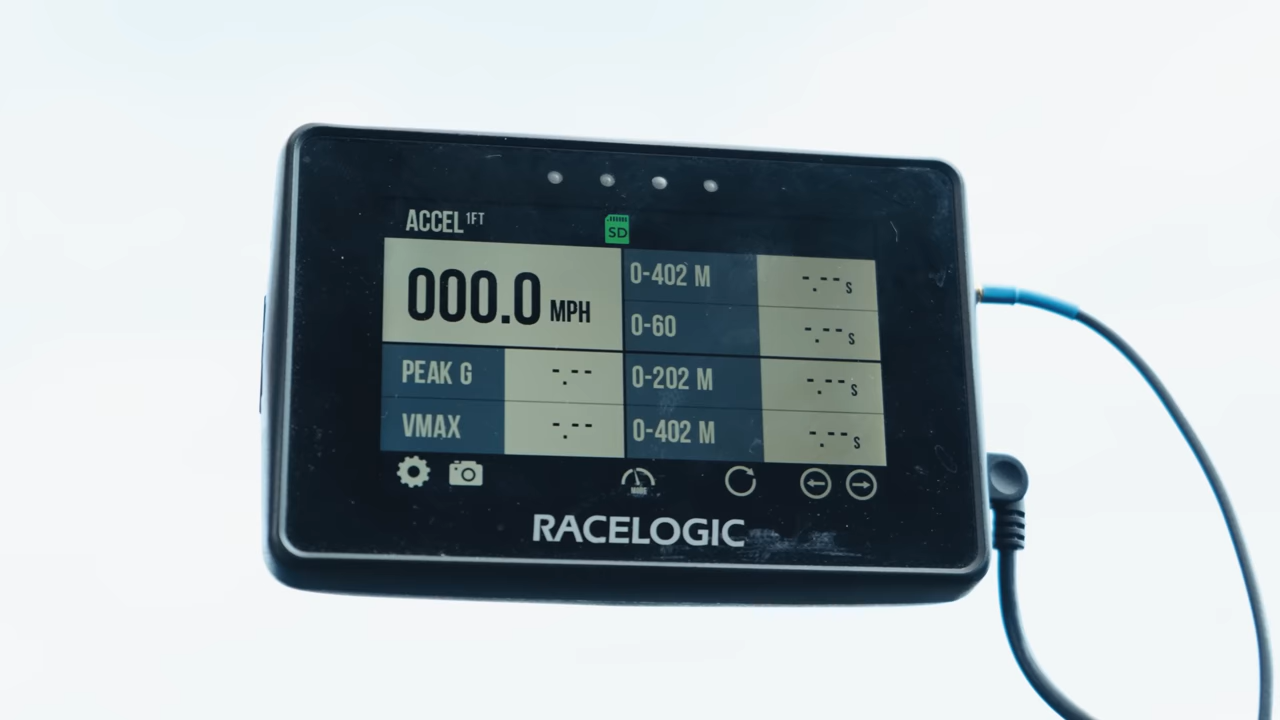 ACCEL 1FT
SD
000.0 MPH
0-402 M -.-- s
0-60 -.-- s
PEAK G -.--
0-202 M -.-- s
VMAX -.--
0-402 M -.-- s
RACELOGIC